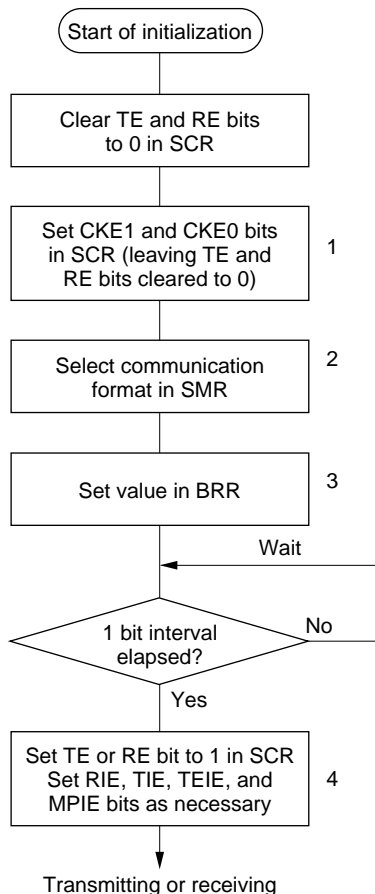 Start of initialization
Clear TE and RE bits
to 0 in SCR
Set CKE1 and CKE0 bits
in SCR (leaving TE and
RE bits cleared to 0)
1
Select communication
format in SMR
2
Set value in BRR
3
Wait
1 bit interval
elapsed?
No
Yes
Set TE or RE bit to 1 in SCR
Set RIE, TIE, TEIE, and
MPIE bits as necessary
4
Transmitting or receiving